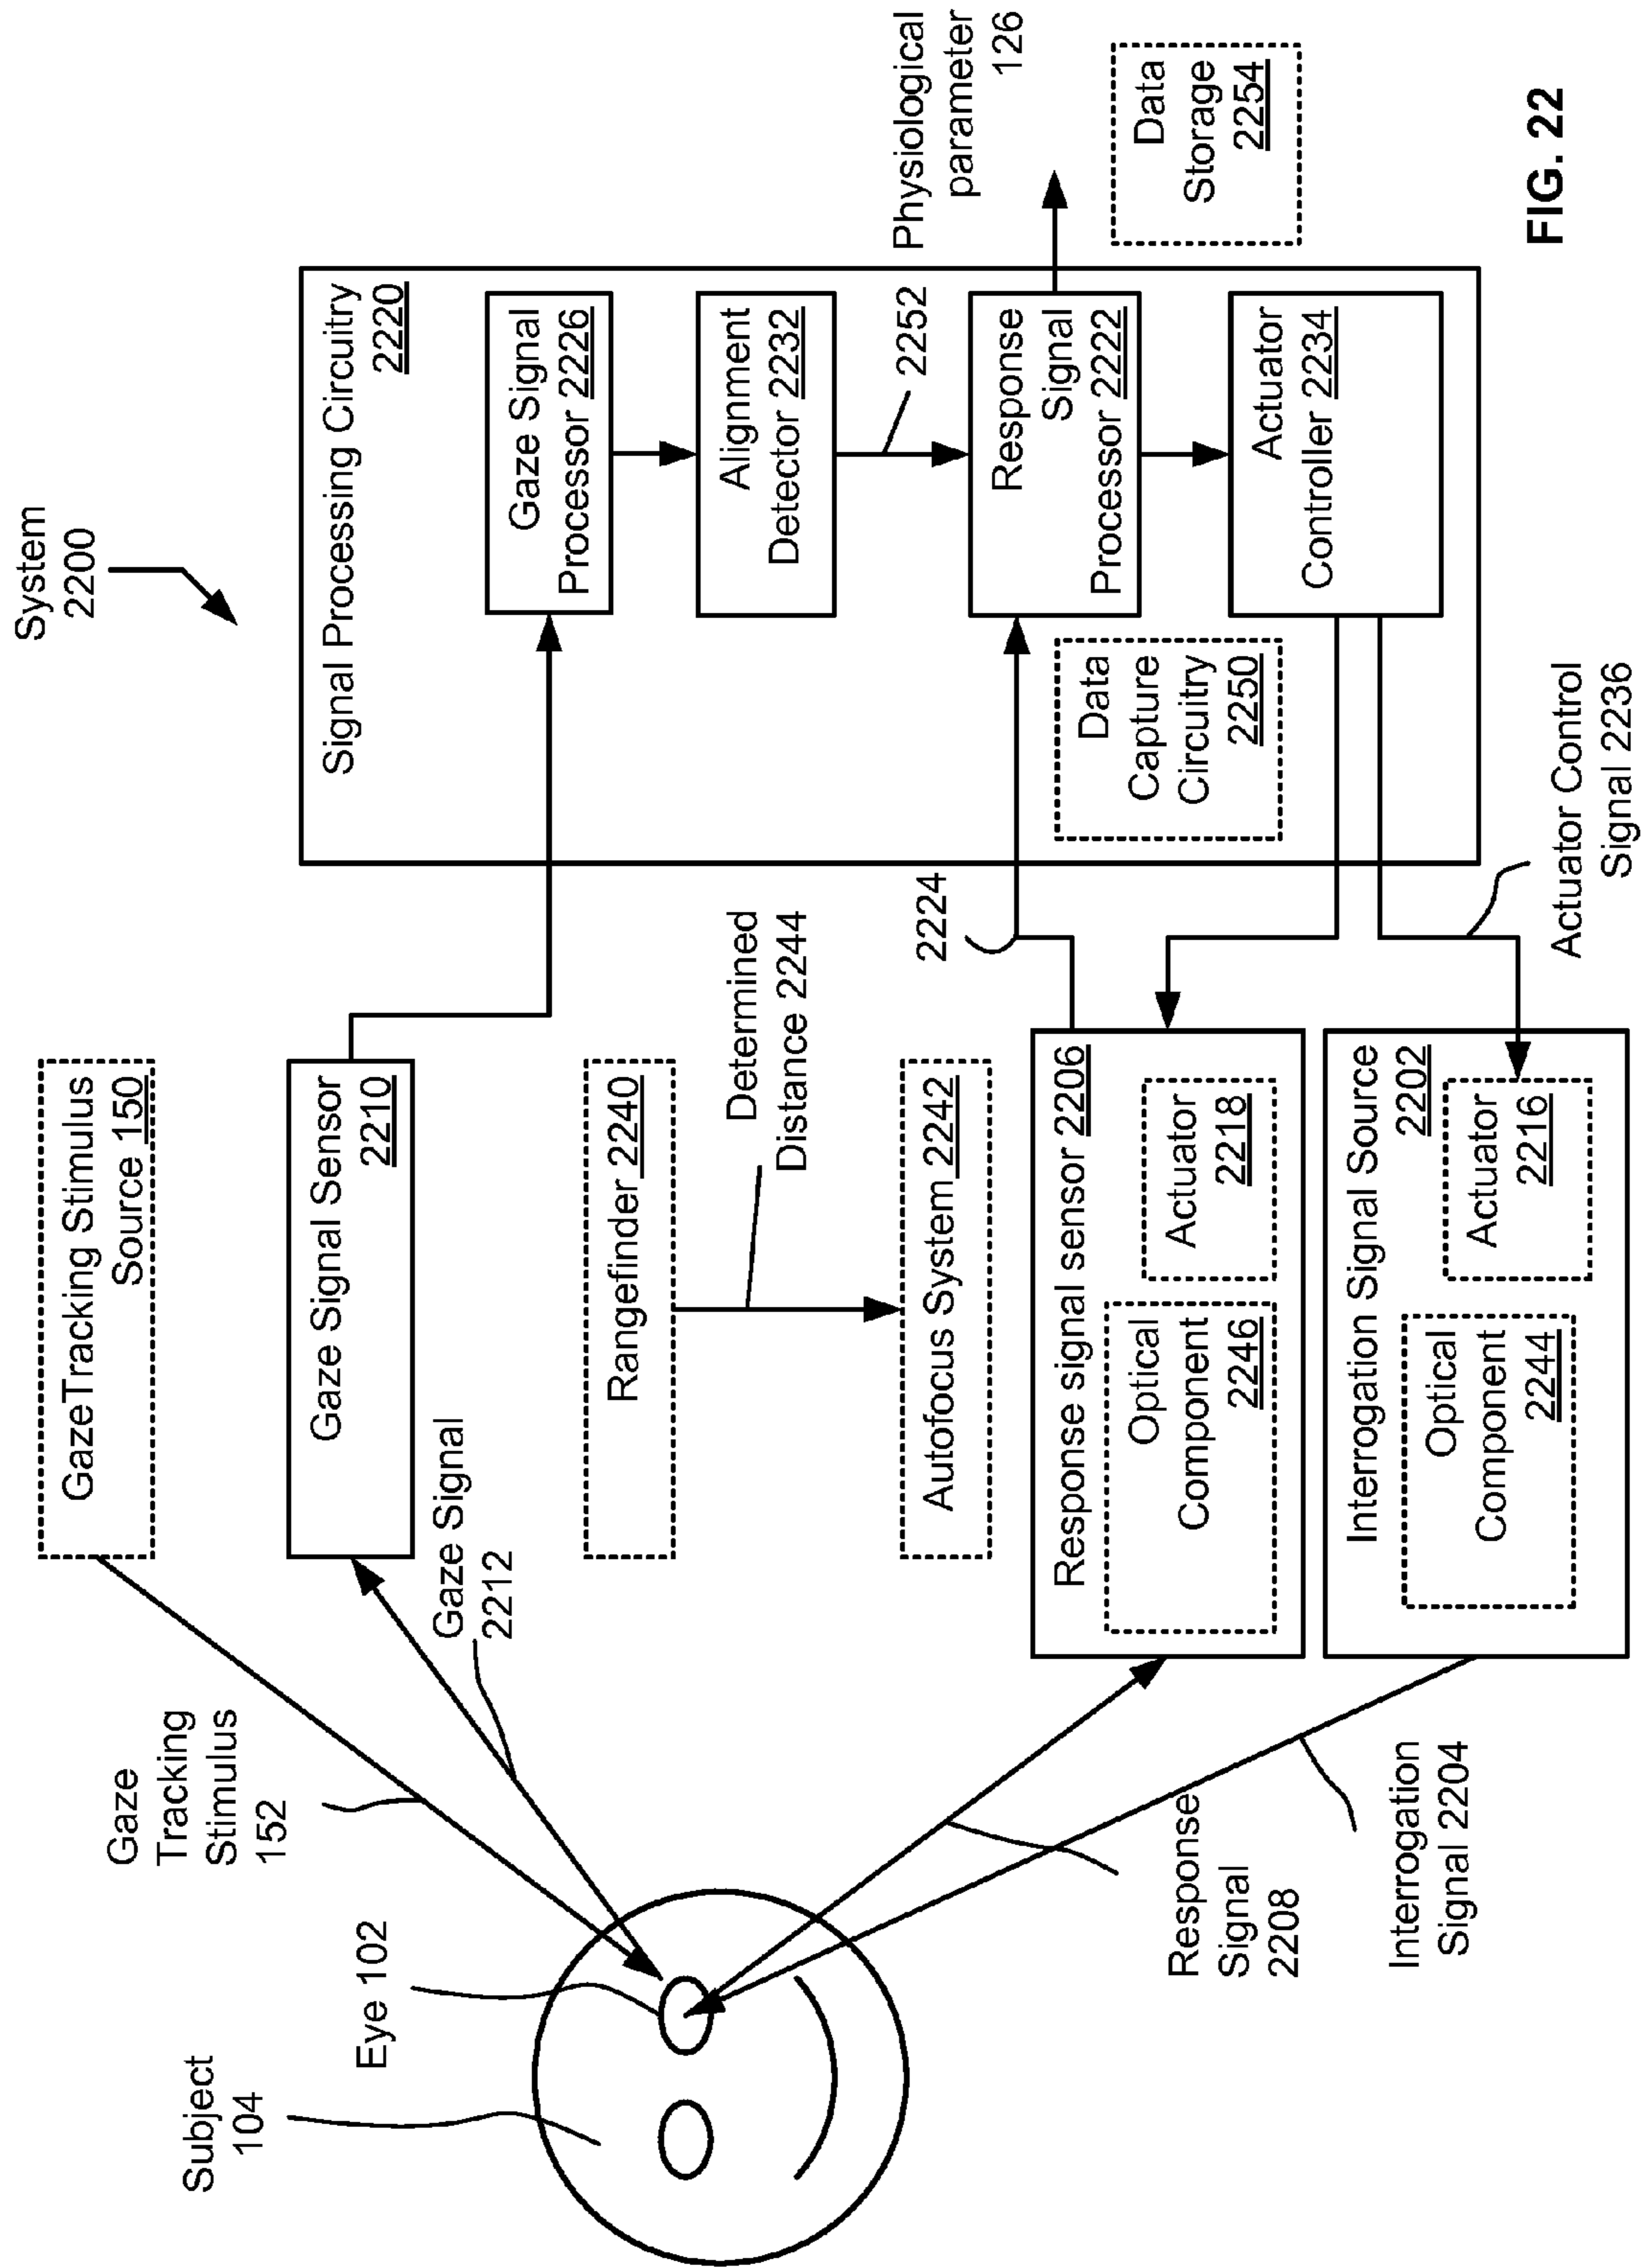 System
2200
Gaze
Tracking
Stimulus
152
GazeTracking Stimulus
Source 150
Subject
104
Eye 102
Gaze Signal
2212
Gaze Signal Sensor
2210
Rangefinder 2240
Determined
Distance 2244
Autofocus System 2242
Response signal sensor 2206
Optical
Component
2246
Actuator
2218
Interrogation Signal Source
2202
Optical
Component
2244
Actuator
2216
Response
Signal
2208
Interrogation
Signal 2204
Signal Processing Circuitry
2220
Gaze Signal
Processor 2226
Alignment
Detector 2232
2252
Response
Signal
Processor 2222
Actuator
Controller 2234
2224
Data
Capture
Circuitry
2250
Actuator Control
Signal 2236
Physiological
parameter
126
Data
Storage
2254
FIG. 22